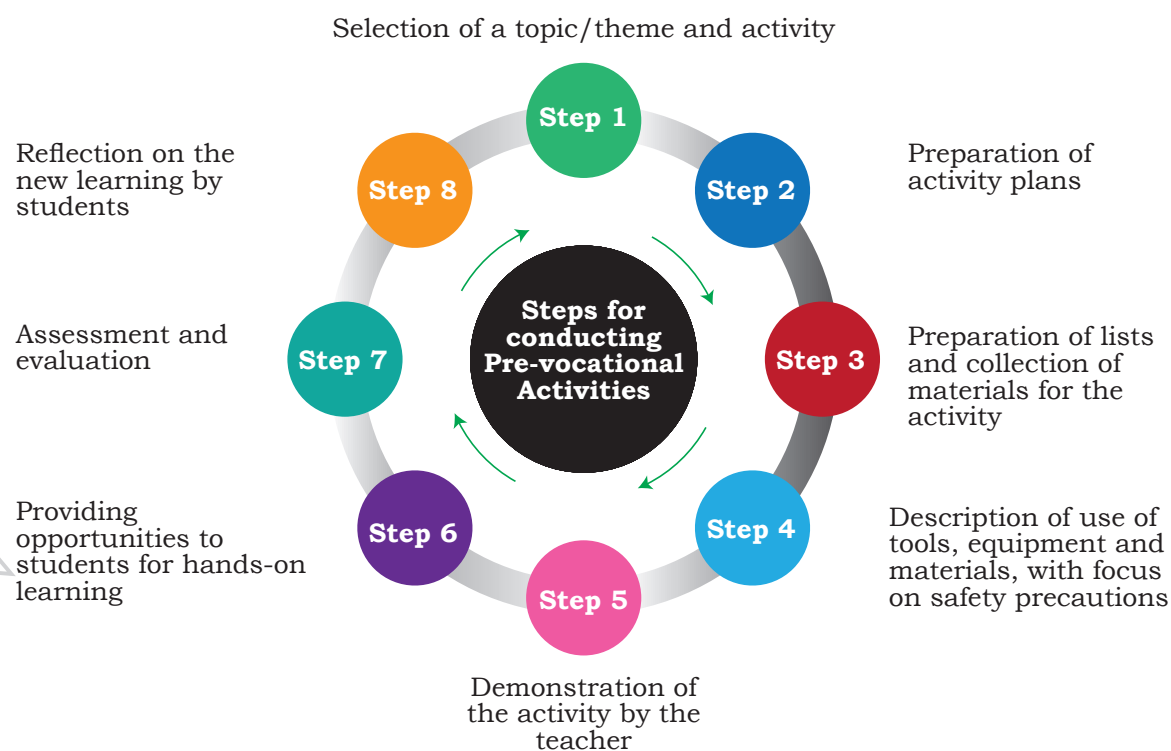 Selection of a topic/theme and activity
Step 1
Step 2
Preparation of
activity plans
Step 3
Preparation of lists
and collection of
materials for the
activity
Step 4
Description of use of
tools, equipment and
materials, with focus
on safety precautions
Step 5
Demonstration of
the activity by the
teacher
Step 6
Providing
opportunities to
students for hands-on
learning
Step 7
Assessment and
evaluation
Step 8
Reflection on the
new learning by
students
Steps for
conducting
Pre-vocational
Activities